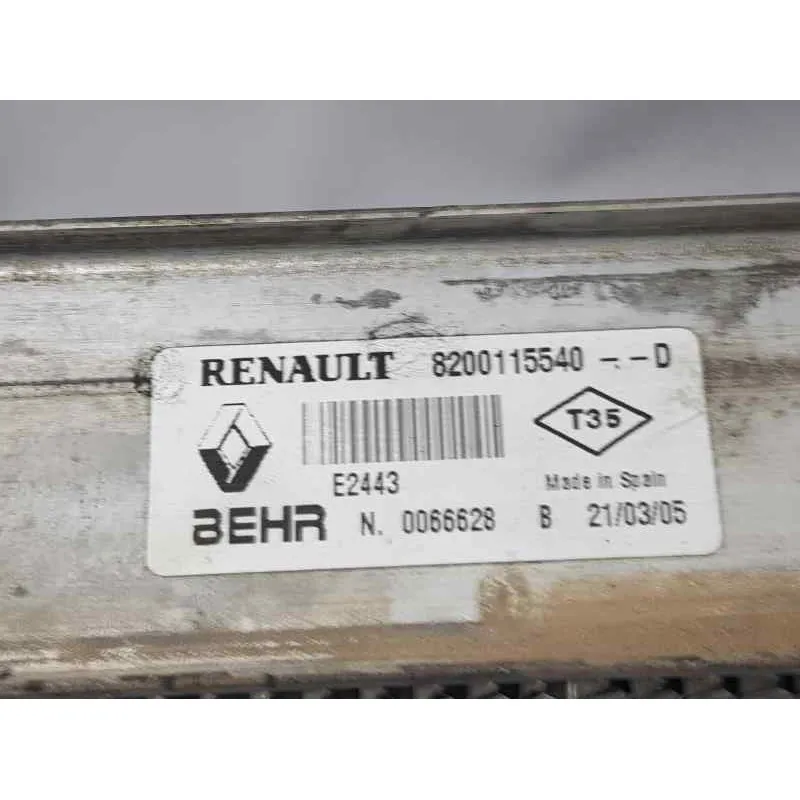 RENAULT 8200115540 - - D
T35
E2443 Made in Spain
BEHR N. 0066628 B 21/03/05